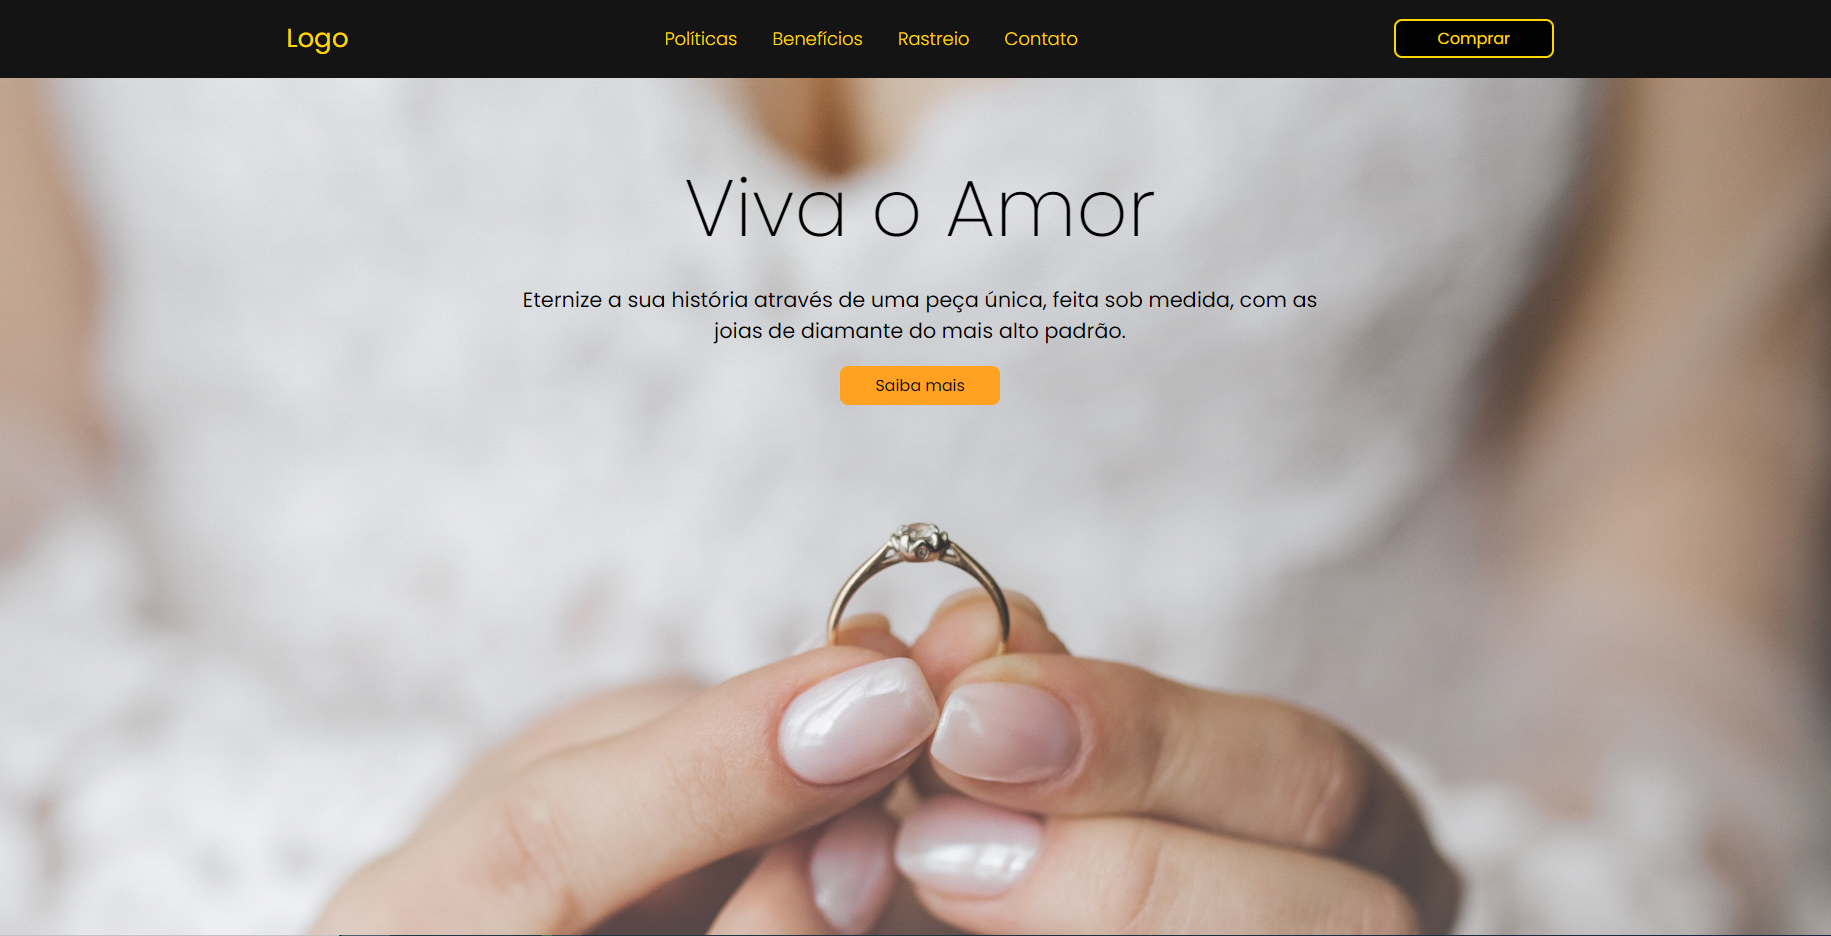 Logo
Políticas Benefícios Rastreio Contato
Comprar
Viva o Amor
Eternize a sua história através de uma peça única, feita sob medida, com as
joias de diamante do mais alto padrão.
Saiba mais